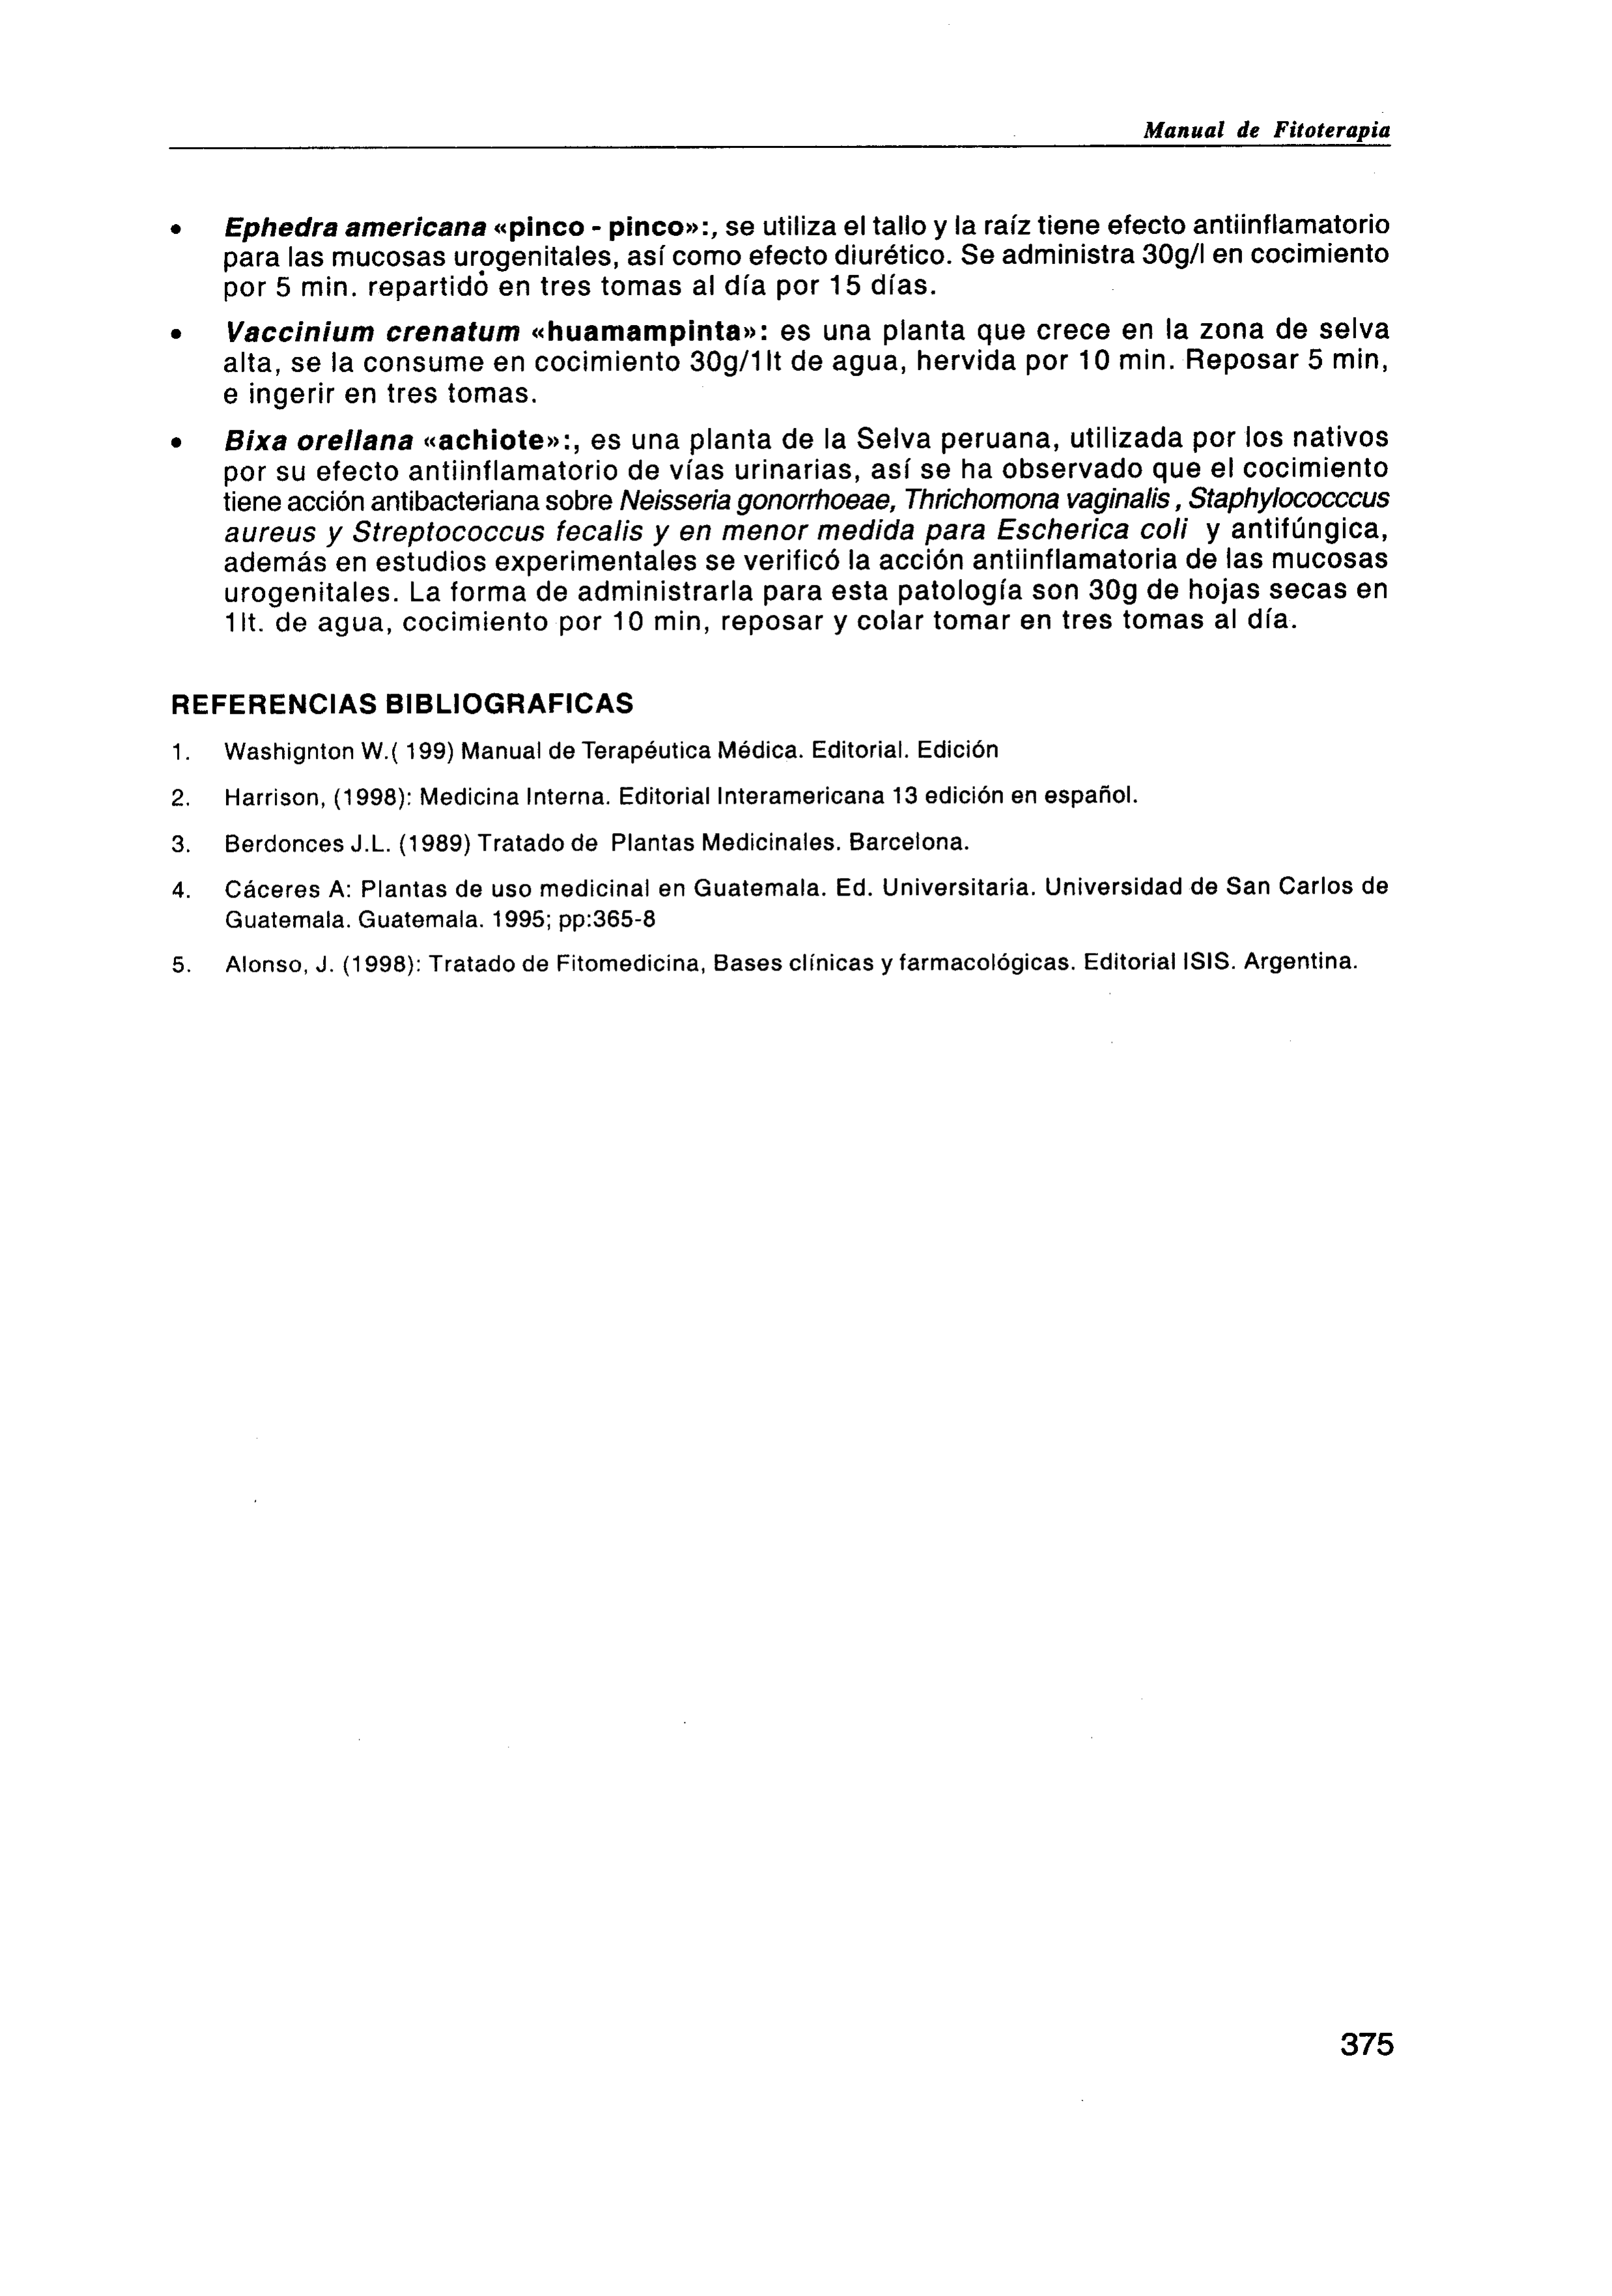 Manual de Fitoterapia
• Ephedra americana «pinco - pinco»:, se utiliza el tallo y la raíz tiene efecto antiinflamatorio
para las mucosas urogenitales, así como efecto diurético. Se administra 30g/l en cocimiento
por 5 min. repartido en tres tomas al día por 15 días.
• Vaccinium crenatum «huamampinta»: es una planta que crece en la zona de selva
alta, se la consume en cocimiento 30g/1lt de agua, hervida por 10 min. Reposar 5 min,
e ingerir en tres tomas.
• Bixa orellana «achiote»:, es una planta de la Selva peruana, utilizada por los nativos
por su efecto antiinflamatorio de vías urinarias, así se ha observado que el cocimiento
tiene acción antibacteriana sobre Neisseria gonorrhoeae, Thrichomona vaginalis, Staphylococccus
aureus y Streptococcus fecalis y en menor medida para Escherica coli y antifúngica,
además en estudios experimentales se verificó la acción antiinflamatoria de las mucosas
urogenitales. La forma de administrarla para esta patología son 30g de hojas secas en
1lt. de agua, cocimiento por 10 min, reposar y colar tomar en tres tomas al día.
REFERENCIAS BIBLIOGRAFICAS
1. Washignton W.( 199) Manual de Terapéutica Médica. Editorial. Edición
2. Harrison, (1998): Medicina Interna. Editorial Interamericana 13 edición en español.
3. Berdonces J.L. (1989) Tratado de Plantas Medicinales. Barcelona.
4. Cáceres A: Plantas de uso medicinal en Guatemala. Ed. Universitaria. Universidad de San Carlos de
Guatemala. Guatemala. 1995; pp:365-8
5. Alonso, J. (1998): Tratado de Fitomedicina, Bases clínicas y farmacológicas. Editorial ISIS. Argentina.
375